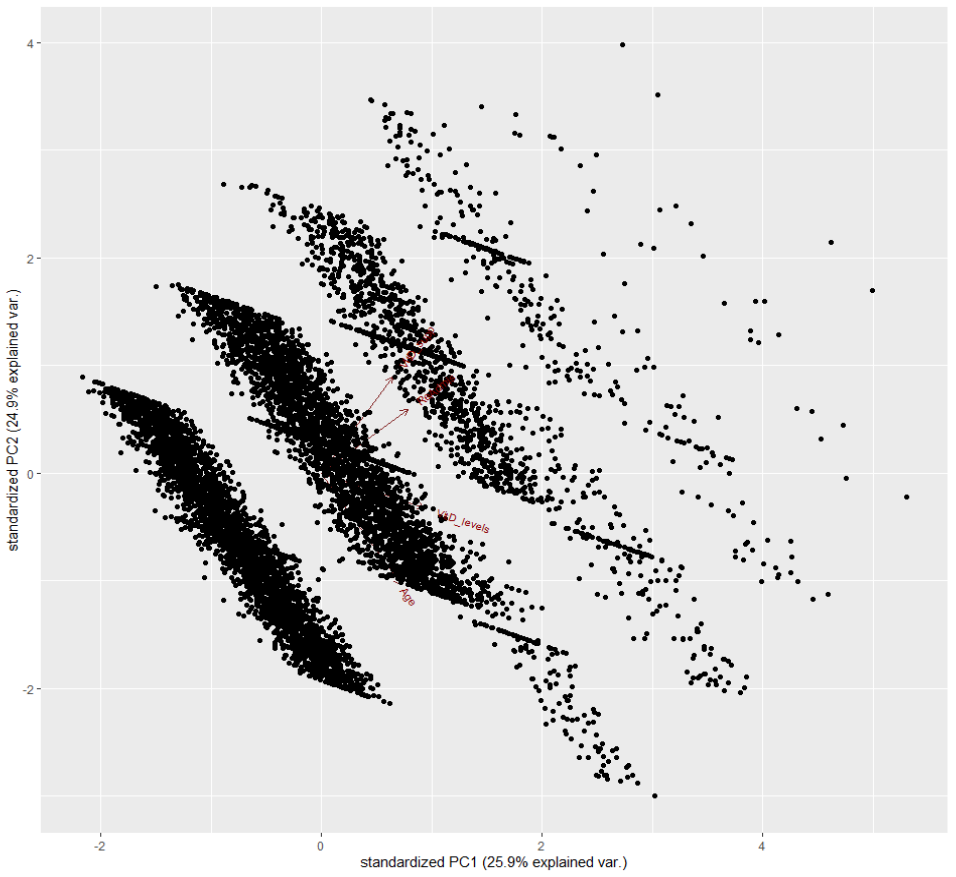 4
2
0
-2
standardized PC2 (24.9% explained var.)
VitD_levels
Age
-2
0
2
4
standardized PC1 (25.9% explained var.)